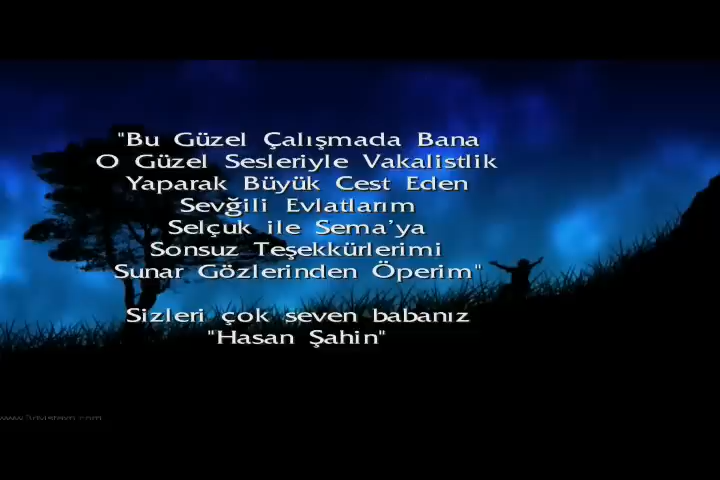 "Bu Güzel Çalışmada Bana
O Güzel Sesleriyle Vakalistlik
Yaparak Büyük Cest Eden
Sevğili Evlatlarım
Selçuk ile Sema'ya
Sonsuz Teşekkürlerimi
Sunar Gözlerinden Öperim"
Sizleri çok seven babanız
"Hasan Şahin"